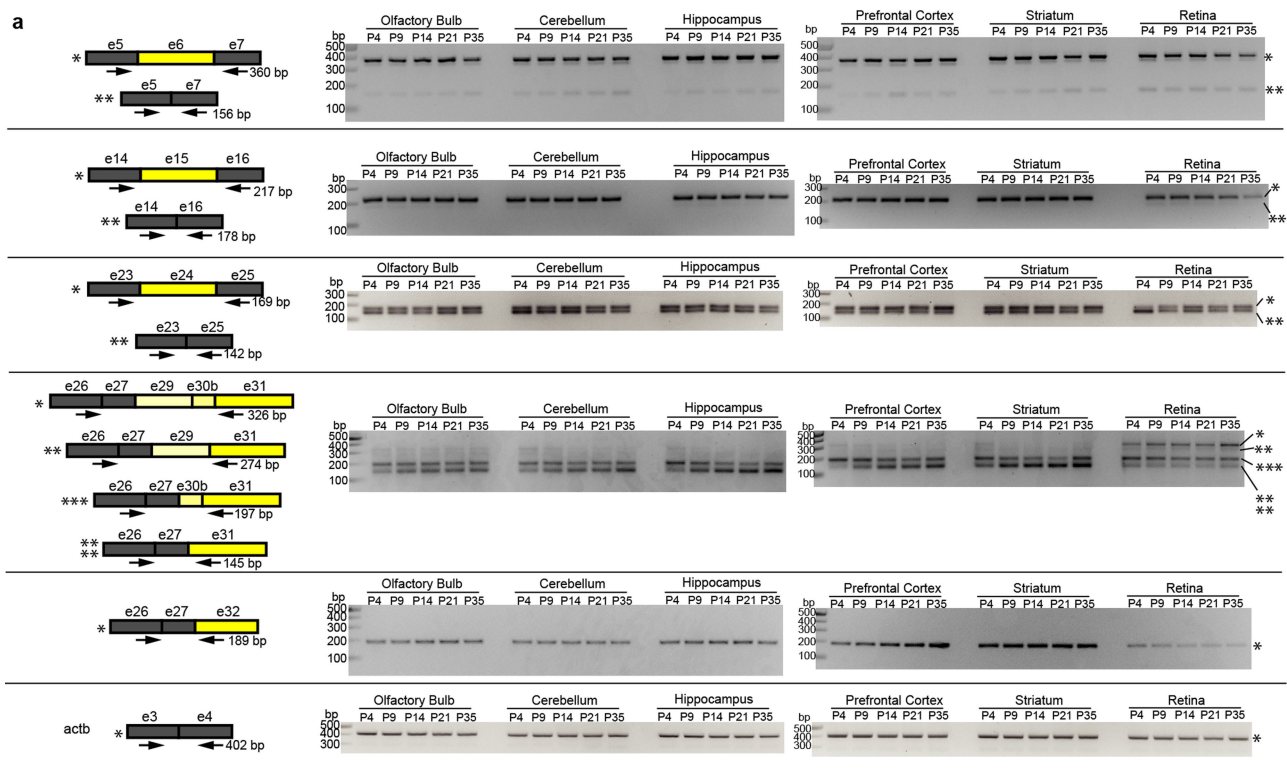 a
Olfactory Bulb Cerebellum Hippocampus Prefrontal Cortex Striatum Retina
e5 e6 e7
* 360 bp
e5 e7
** 156 bp
bp P4 P9 P14 P21 P35 P4 P9 P14 P21 P35 P4 P9 P14 P21 P35
500
400
300
200
100
bp P4 P9 P14 P21 P35 P4 P9 P14 P21 P35 P4 P9 P14 P21 P35
500
400
300
200
100
*
**
Olfactory Bulb Cerebellum Hippocampus Prefrontal Cortex Striatum Retina
e14 e15 e16
* 217 bp
e14 e16
** 178 bp
bp P4 P9 P14 P21 P35 P4 P9 P14 P21 P35 P4 P9 P14 P21 P35
300
200
100
bp P4 P9 P14 P21 P35 P4 P9 P14 P21 P35 P4 P9 P14 P21 P35
300
200
100
*
**
Olfactory Bulb Cerebellum Hippocampus Prefrontal Cortex Striatum Retina
e23 e24 e25
* 169 bp
e23 e25
** 142 bp
bp P4 P9 P14 P21 P35 P4 P9 P14 P21 P35 P4 P9 P14 P21 P35
300
200
100
bp P4 P9 P14 P21 P35 P4 P9 P14 P21 P35 P4 P9 P14 P21 P35
300
200
100
*
**
Olfactory Bulb Cerebellum Hippocampus Prefrontal Cortex Striatum Retina
e26 e27 e29 e30b e31
* 326 bp
e26 e27 e29 e31
** 274 bp
e26 e27 e30b e31
*** 197 bp
e26 e27 e31
**
** 145 bp
bp P4 P9 P14 P21 P35 P4 P9 P14 P21 P35 P4 P9 P14 P21 P35
500
400
300
200
100
bp P4 P9 P14 P21 P35 P4 P9 P14 P21 P35 P4 P9 P14 P21 P35
500
400
300
200
100
*
**
***
**
**
Olfactory Bulb Cerebellum Hippocampus Prefrontal Cortex Striatum Retina
e26 e27 e32
* 189 bp
bp P4 P9 P14 P21 P35 P4 P9 P14 P21 P35 P4 P9 P14 P21 P35
500
400
300
200
100
bp P4 P9 P14 P21 P35 P4 P9 P14 P21 P35 P4 P9 P14 P21 P35
500
400
300
200
100
*
Olfactory Bulb Cerebellum Hippocampus Prefrontal Cortex Striatum Retina
actb
e3 e4
* 402 bp
bp P4 P9 P14 P21 P35 P4 P9 P14 P21 P35 P4 P9 P14 P21 P35
500
400
300
bp P4 P9 P14 P21 P35 P4 P9 P14 P21 P35 P4 P9 P14 P21 P35
500
400
300
*